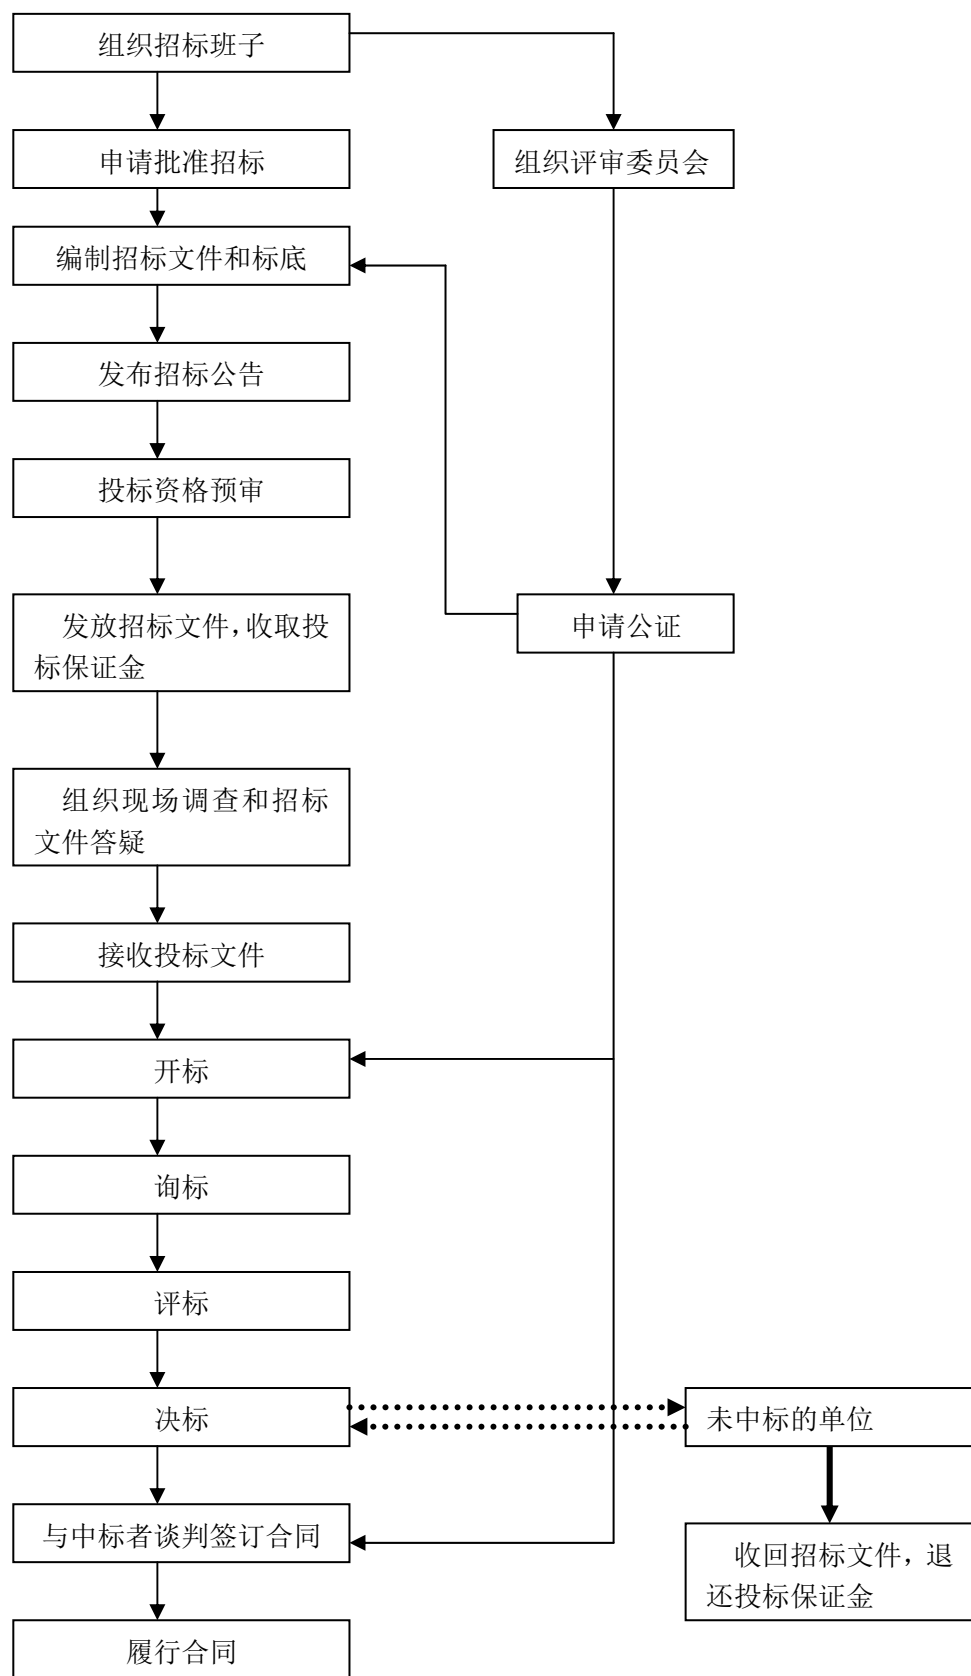 组织招标班子
申请批准招标
组织评审委员会
编制招标文件和标底
发布招标公告
投标资格预审
发放招标文件，收取投
标保证金
申请公证
组织现场调查和招标
文件答疑
接收投标文件
开标
询标
评标
决标
未中标的单位
与中标者谈判签订合同
收回招标文件，退
还投标保证金
履行合同